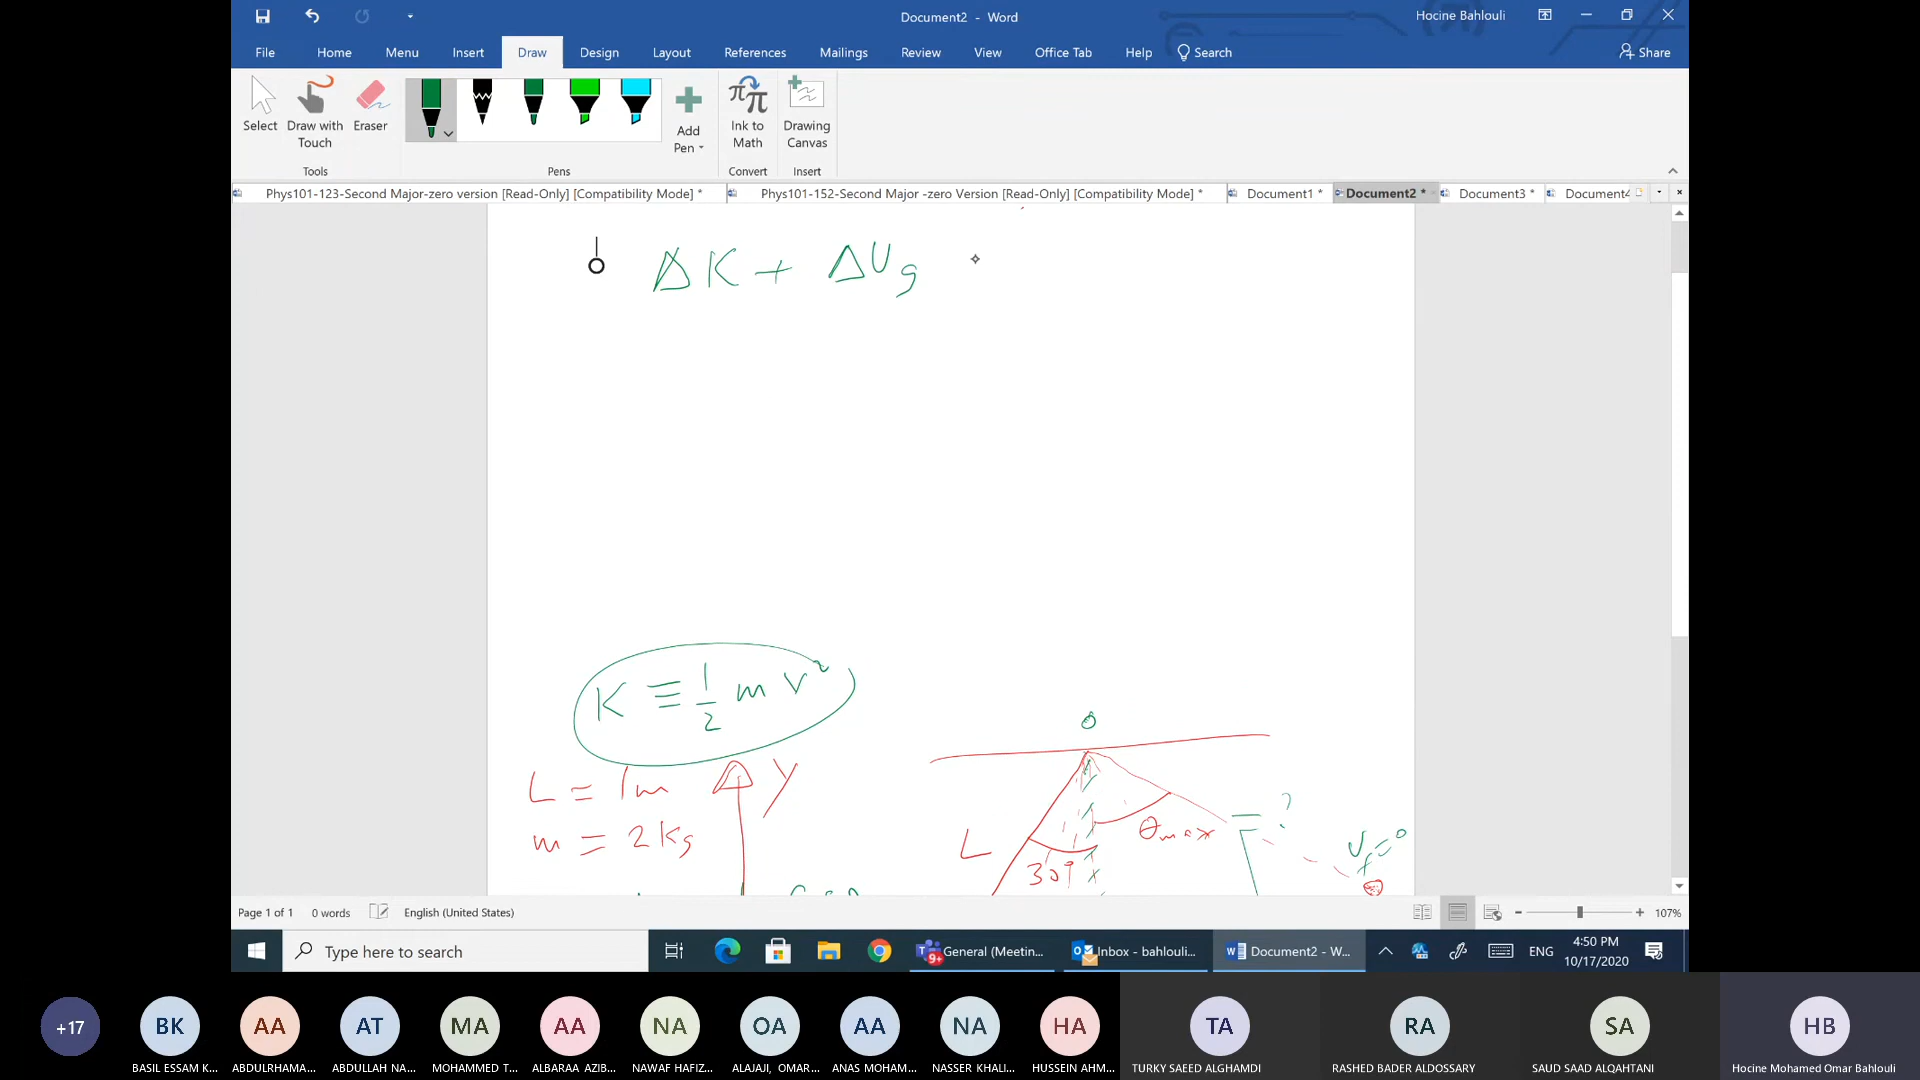 Document2 - Word
Hocine Bahlouli
File Home Menu Insert Draw Design Layout References Mailings Review View Office Tab Help Search Share
Select Draw with Touch Eraser Add Pen Ink to Math Drawing Canvas
Tools Pens Convert Insert
Phys101-123-Second Major-zero version [Read-Only] [Compatibility Mode] * Phys101-152-Second Major -zero Version [Read-Only] [Compatibility Mode] * Document1 * Document2 * Document3 * Document4
ΔK + ΔUg
K ≡ 1/2 m v²
O
L = 1m Y
m = 2Kg
L 30° θmax ? Vf = 0
Page 1 of 1 0 words English (United States) 107%
Type here to search
9+ General (Meetin... Inbox - bahlouli... Document2 - W... ENG
4:50 PM
10/17/2020
+17 BK AA AT MA AA NA OA AA NA HA TA RA SA HB
BASIL ESSAM K... ABDULRHAMA... ABDULLAH NA... MOHAMMED T... ALBARAA AZIB... NAWAF HAFIZ... ALAJAJI, OMAR... ANAS MOHAM... NASSER KHALI... HUSSEIN AHM... TURKY SAEED ALGHAMDI RASHED BADER ALDOSSARY SAUD SAAD ALQAHTANI Hocine Mohamed Omar Bahlouli